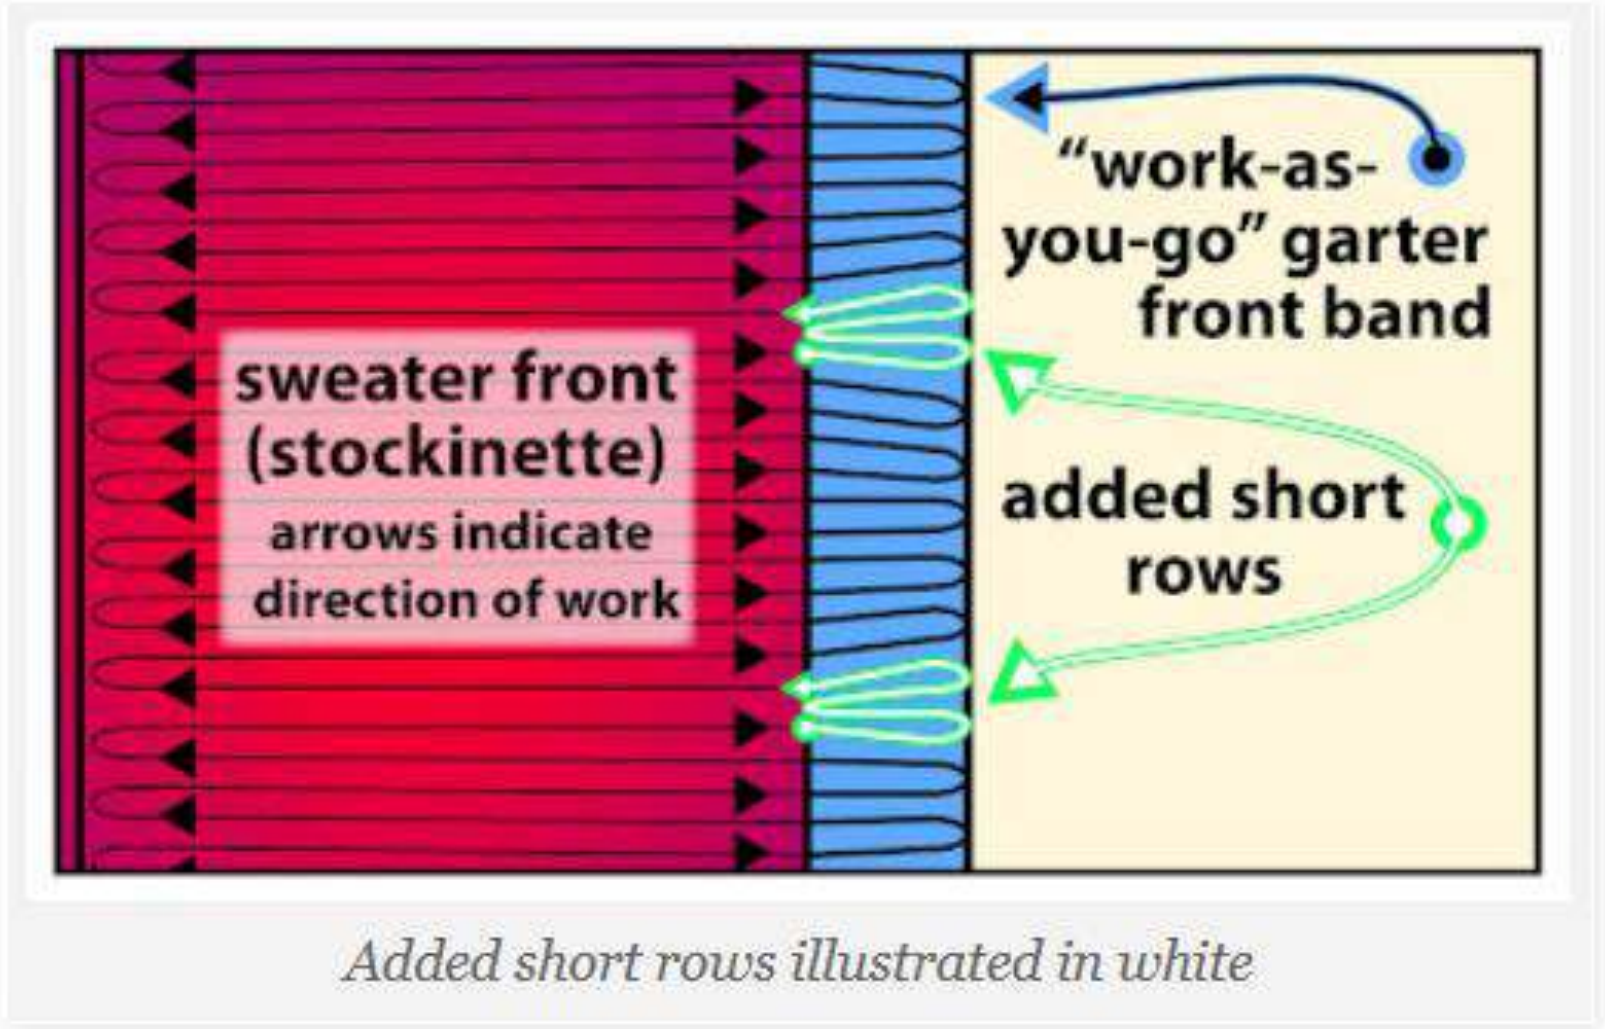 “work-as-
you-go” garter
front band
sweater front
(stockinette)
arrows indicate
direction of work
added short
rows
Added short rows illustrated in white